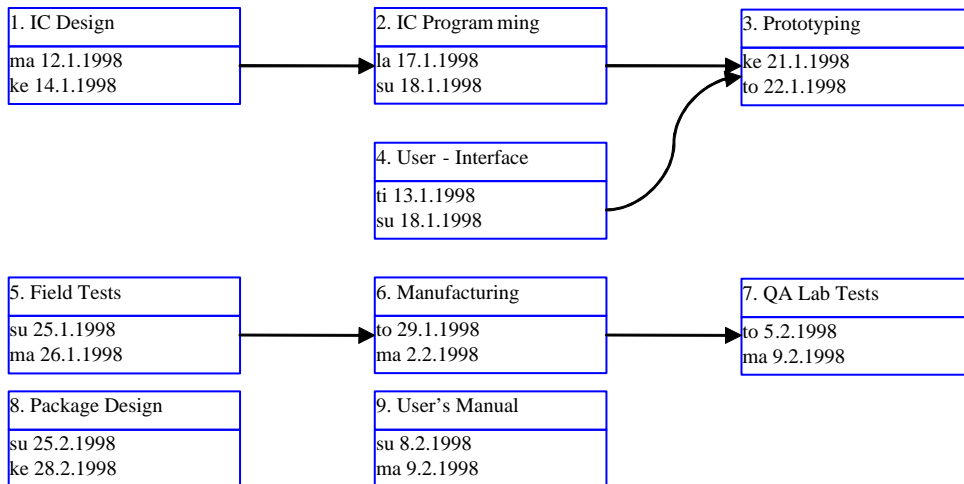 1. IC Design
ma 12.1.1998
ke 14.1.1998
2. IC Program ming
la 17.1.1998
su 18.1.1998
3. Prototyping
ke 21.1.1998
to 22.1.1998
4. User - Interface
ti 13.1.1998
su 18.1.1998
5. Field Tests
su 25.1.1998
ma 26.1.1998
6. Manufacturing
to 29.1.1998
ma 2.2.1998
7. QA Lab Tests
to 5.2.1998
ma 9.2.1998
8. Package Design
su 25.2.1998
ke 28.2.1998
9. User’s Manual
su 8.2.1998
ma 9.2.1998